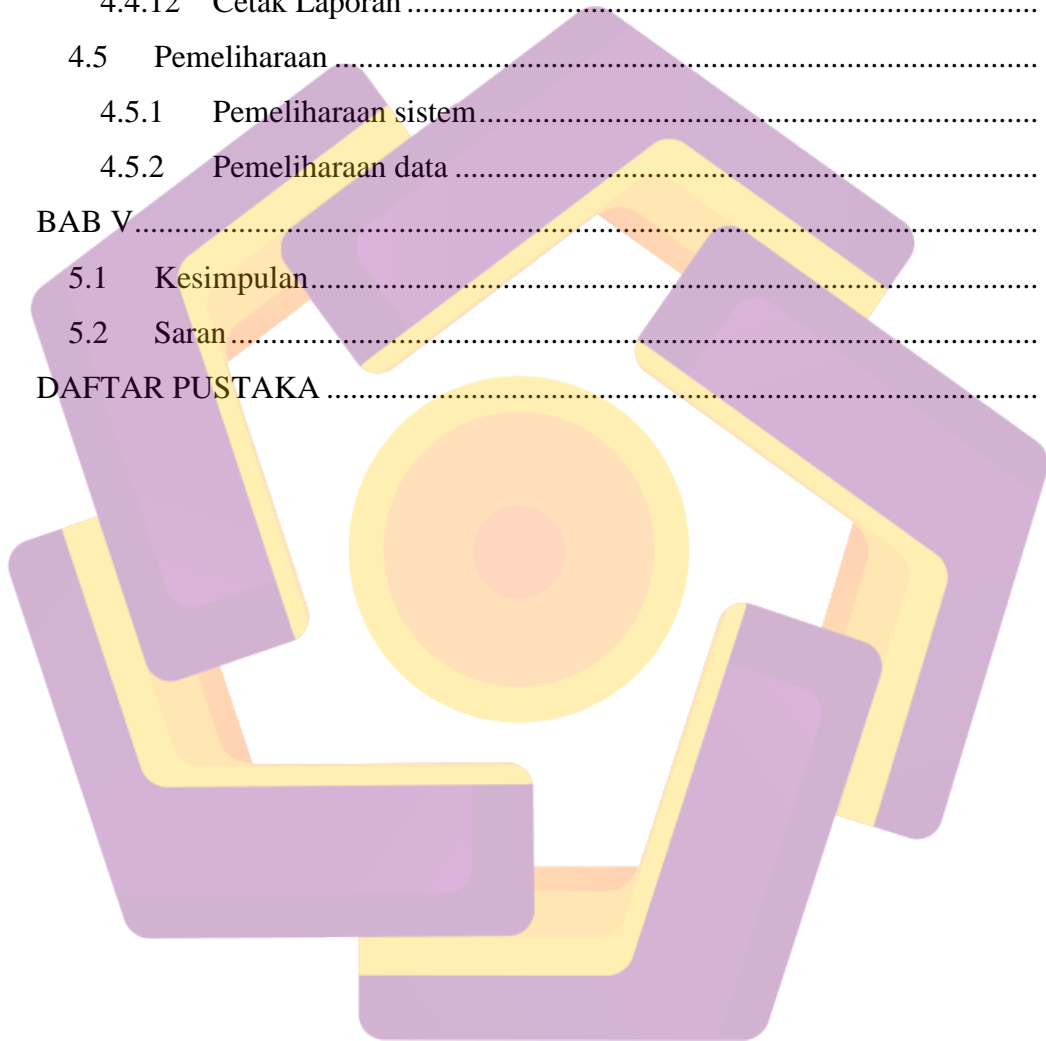 4.4.12 Cetak Laporan ........................................................................................
4.5 Pemeliharaan ...................................................................................................
4.5.1 Pemeliharaan sistem..............................................................................
4.5.2 Pemeliharaan data .................................................................................
BAB V................................................................................................................................
5.1 Kesimpulan.......................................................................................................
5.2 Saran ..................................................................................................................
DAFTAR PUSTAKA .....................................................................................................